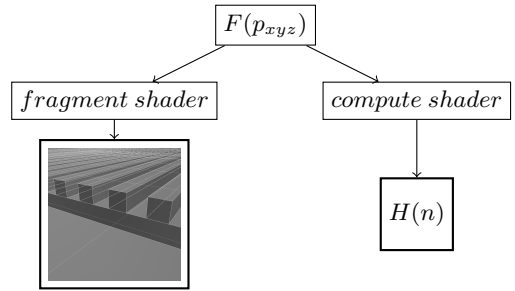 F(p_{xyz})
fragment shader
compute shader
H(n)